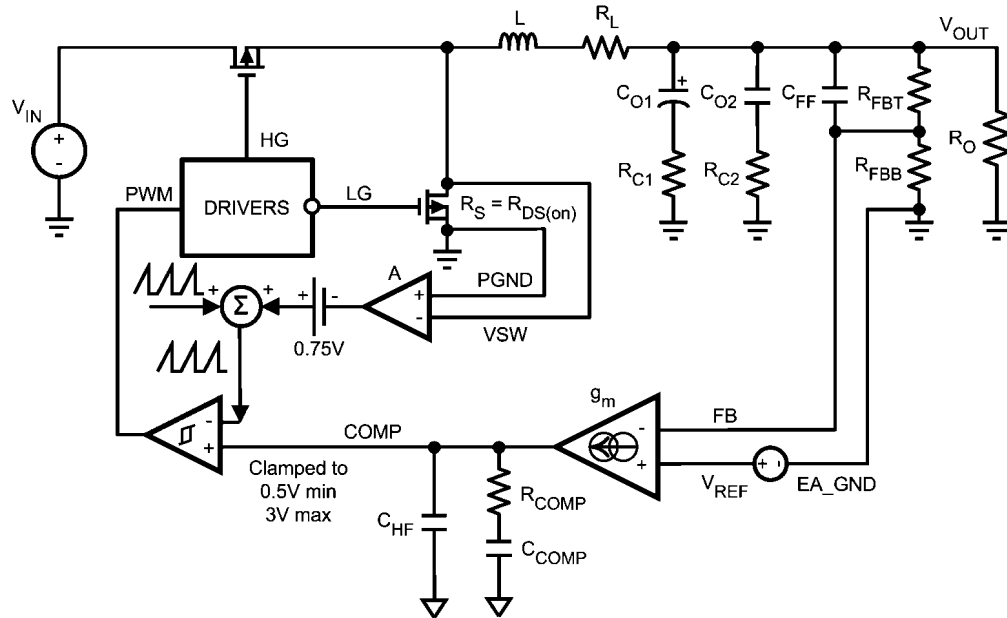 L
R_L
V_OUT
C_O1
+
C_O2
C_FF
R_FBT
V_IN
+
-
HG
R_C1
R_C2
R_FBB
R_O
PWM
DRIVERS
LG
R_S = R_DS(on)
A
PGND
+
+
Σ
+
-
+
-
VSW
0.75V
g_m
-
+
COMP
FB
-
+
+
-
V_REF
EA_GND
Clamped to
0.5V min
3V max
R_COMP
C_HF
C_COMP